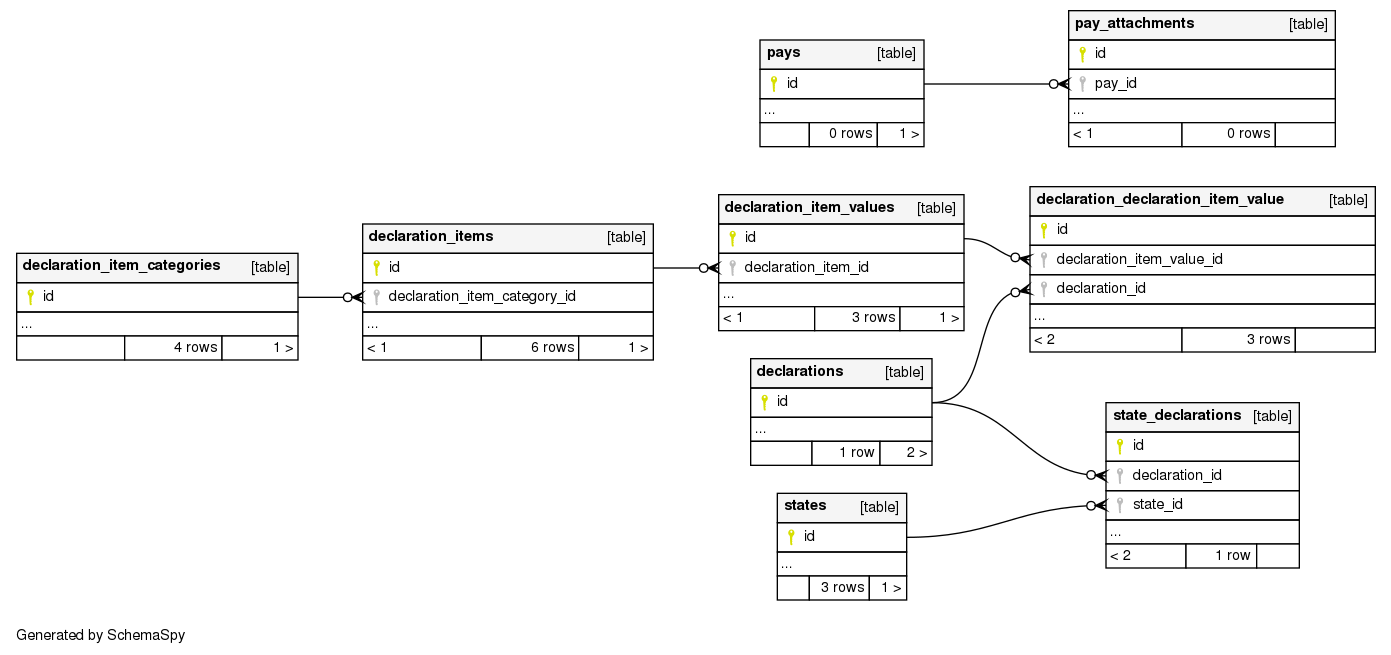 pay_attachments [table]
id
pay_id
...
< 1 0 rows
pays [table]
id
...
0 rows 1 >
declaration_item_categories [table]
id
...
4 rows 1 >
declaration_items [table]
id
declaration_item_category_id
...
< 1 6 rows 1 >
declaration_item_values [table]
id
declaration_item_id
...
< 1 3 rows 1 >
declaration_declaration_item_value [table]
id
declaration_item_value_id
declaration_id
...
< 2 3 rows
declarations [table]
id
...
1 row 2 >
state_declarations [table]
id
declaration_id
state_id
...
< 2 1 row
states [table]
id
...
3 rows 1 >
Generated by SchemaSpy